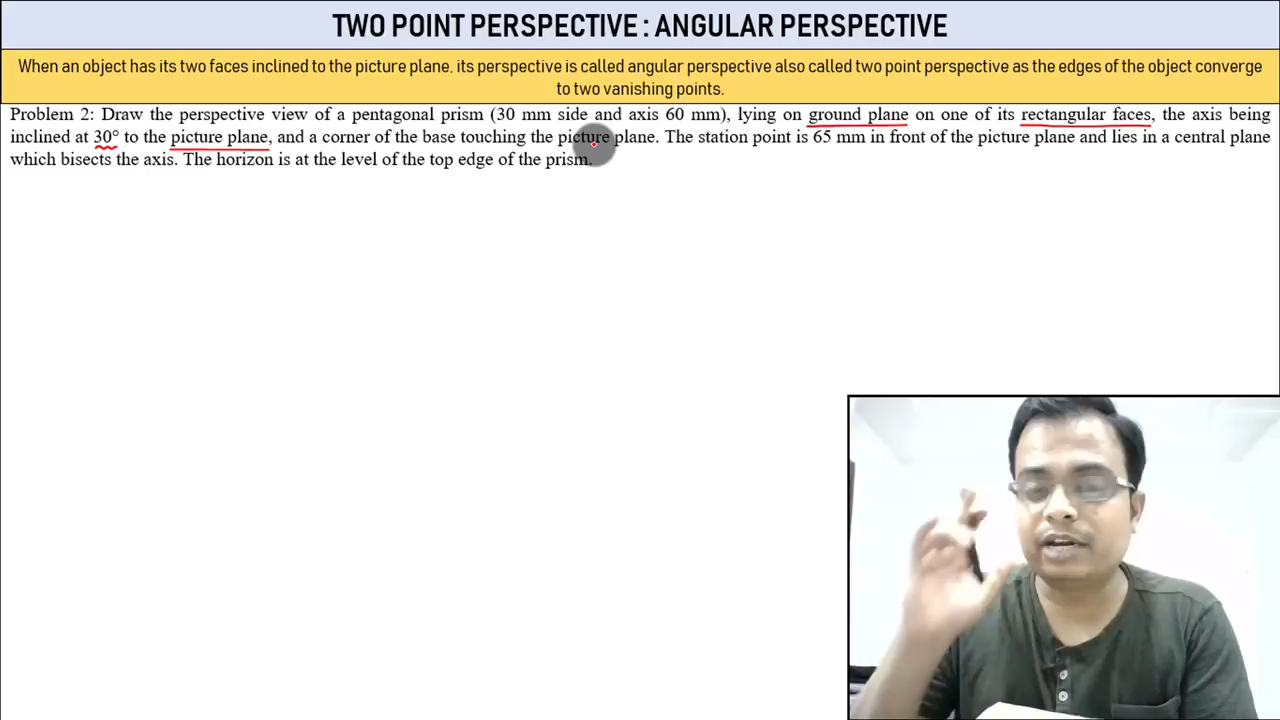 TWO POINT PERSPECTIVE : ANGULAR PERSPECTIVE
When an object has its two faces inclined to the picture plane, its perspective is called angular perspective also called two point perspective as the edges of the object converge
to two vanishing points.
Problem 2: Draw the perspective view of a pentagonal prism (30 mm side and axis 60 mm), lying on ground plane on one of its rectangular faces, the axis being
inclined at 30° to the picture plane, and a corner of the base touching the picture plane. The station point is 65 mm in front of the picture plane and lies in a central plane
which bisects the axis. The horizon is at the level of the top edge of the prism.